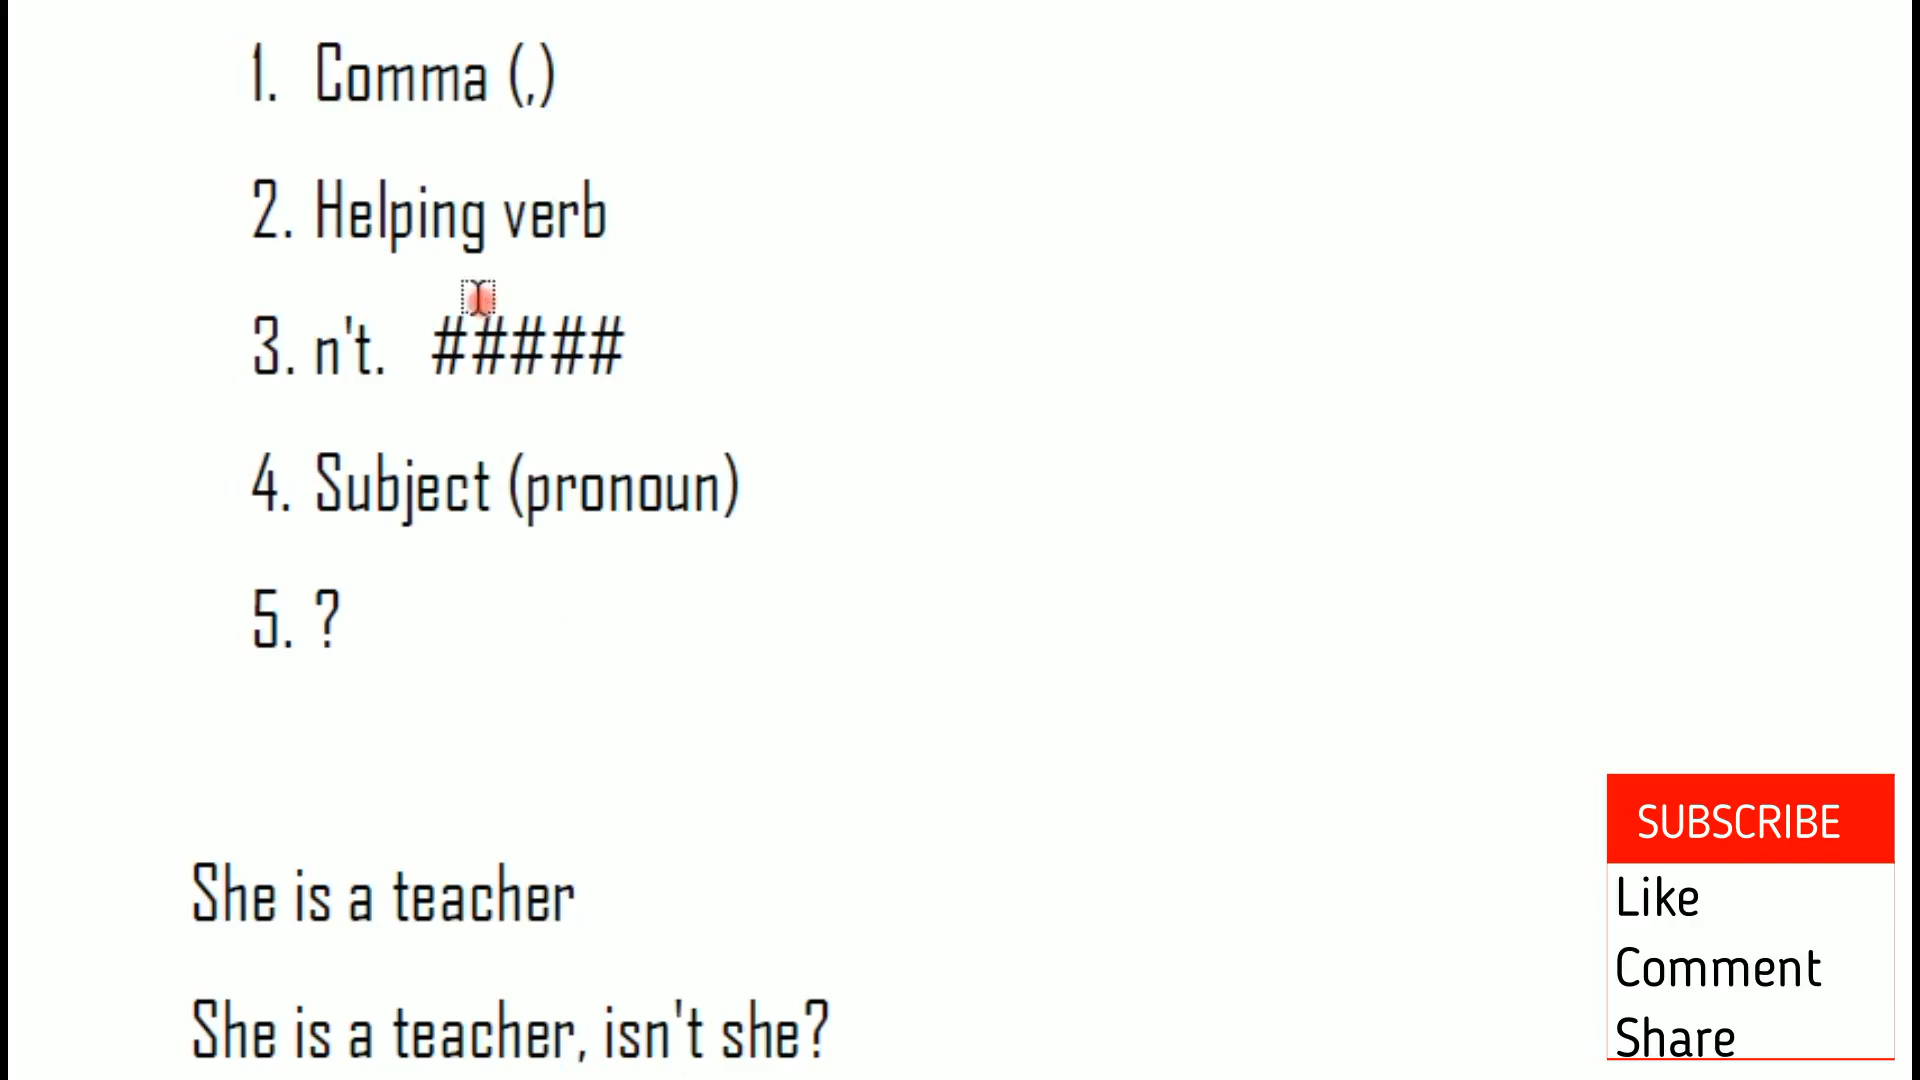 1. Comma (,)
2. Helping verb
3. n't. #####
4. Subject (pronoun)
5. ?
She is a teacher
She is a teacher, isn't she?
SUBSCRIBE
Like
Comment
Share